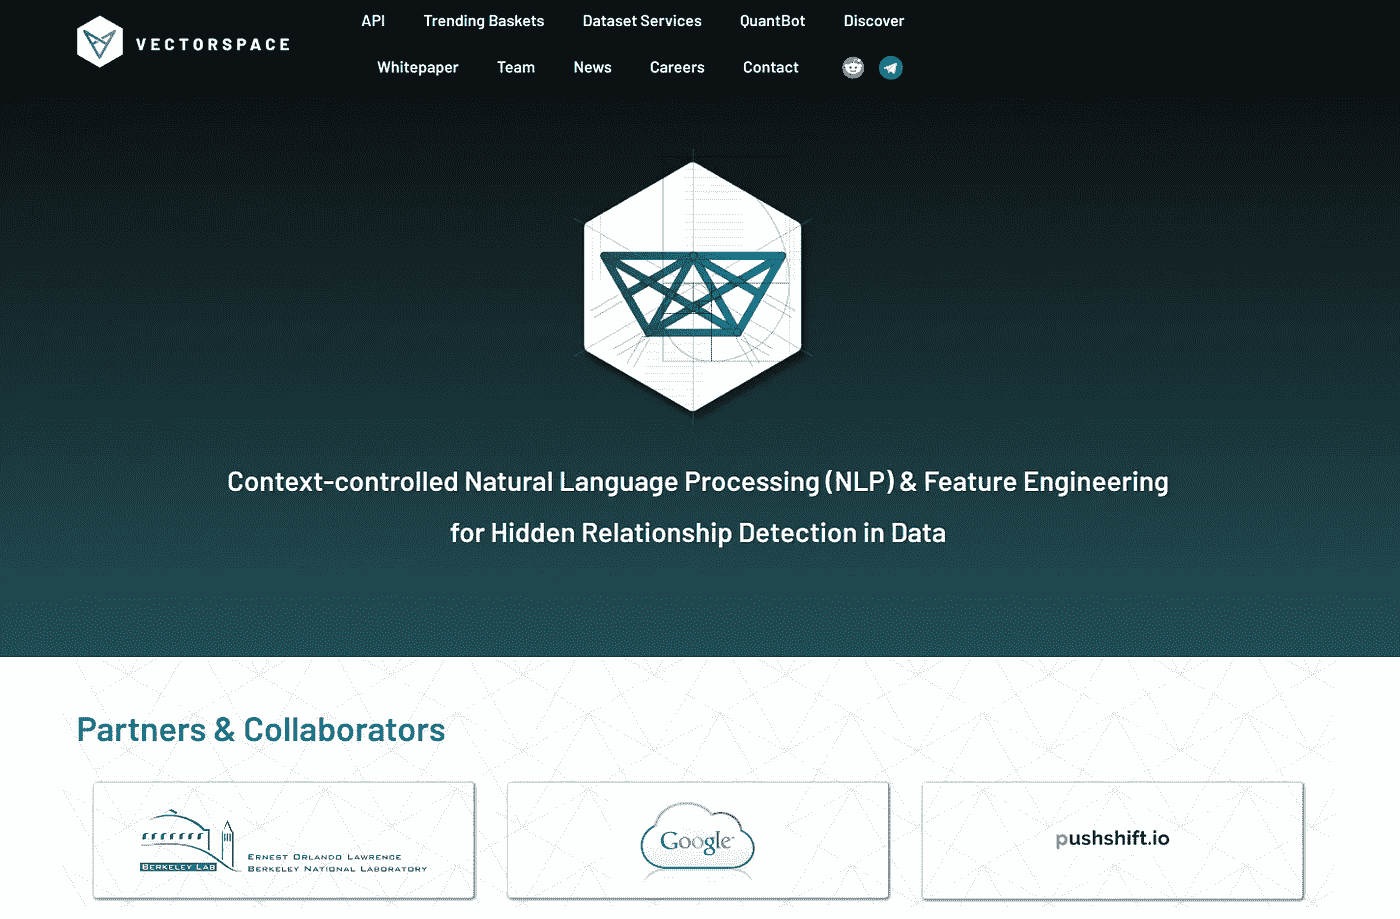 VECTORSPACE
API Trending Baskets Dataset Services QuantBot Discover
Whitepaper Team News Careers Contact
Context-controlled Natural Language Processing (NLP) & Feature Engineering
for Hidden Relationship Detection in Data
Partners & Collaborators
BERKELEY LAB
ERNEST ORLANDO LAWRENCE
BERKELEY NATIONAL LABORATORY
Google
pushshift.io